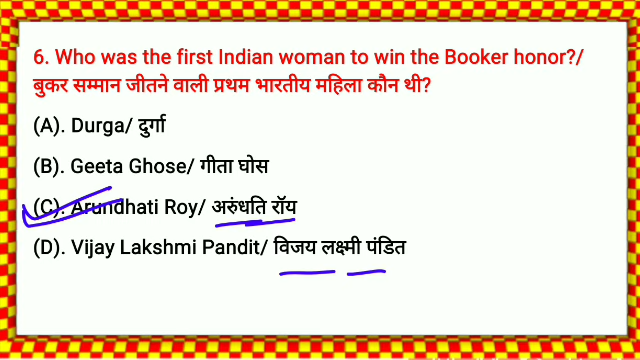 6. Who was the first Indian woman to win the Booker honor?/
बुकर सम्मान जीतने वाली प्रथम भारतीय महिला कौन थी?
(A). Durga/ दुर्गा
(B). Geeta Ghose/ गीता घोस
(C). Arundhati Roy/ अरुंधति रॉय
(D). Vijay Lakshmi Pandit/ विजय लक्ष्मी पंडित